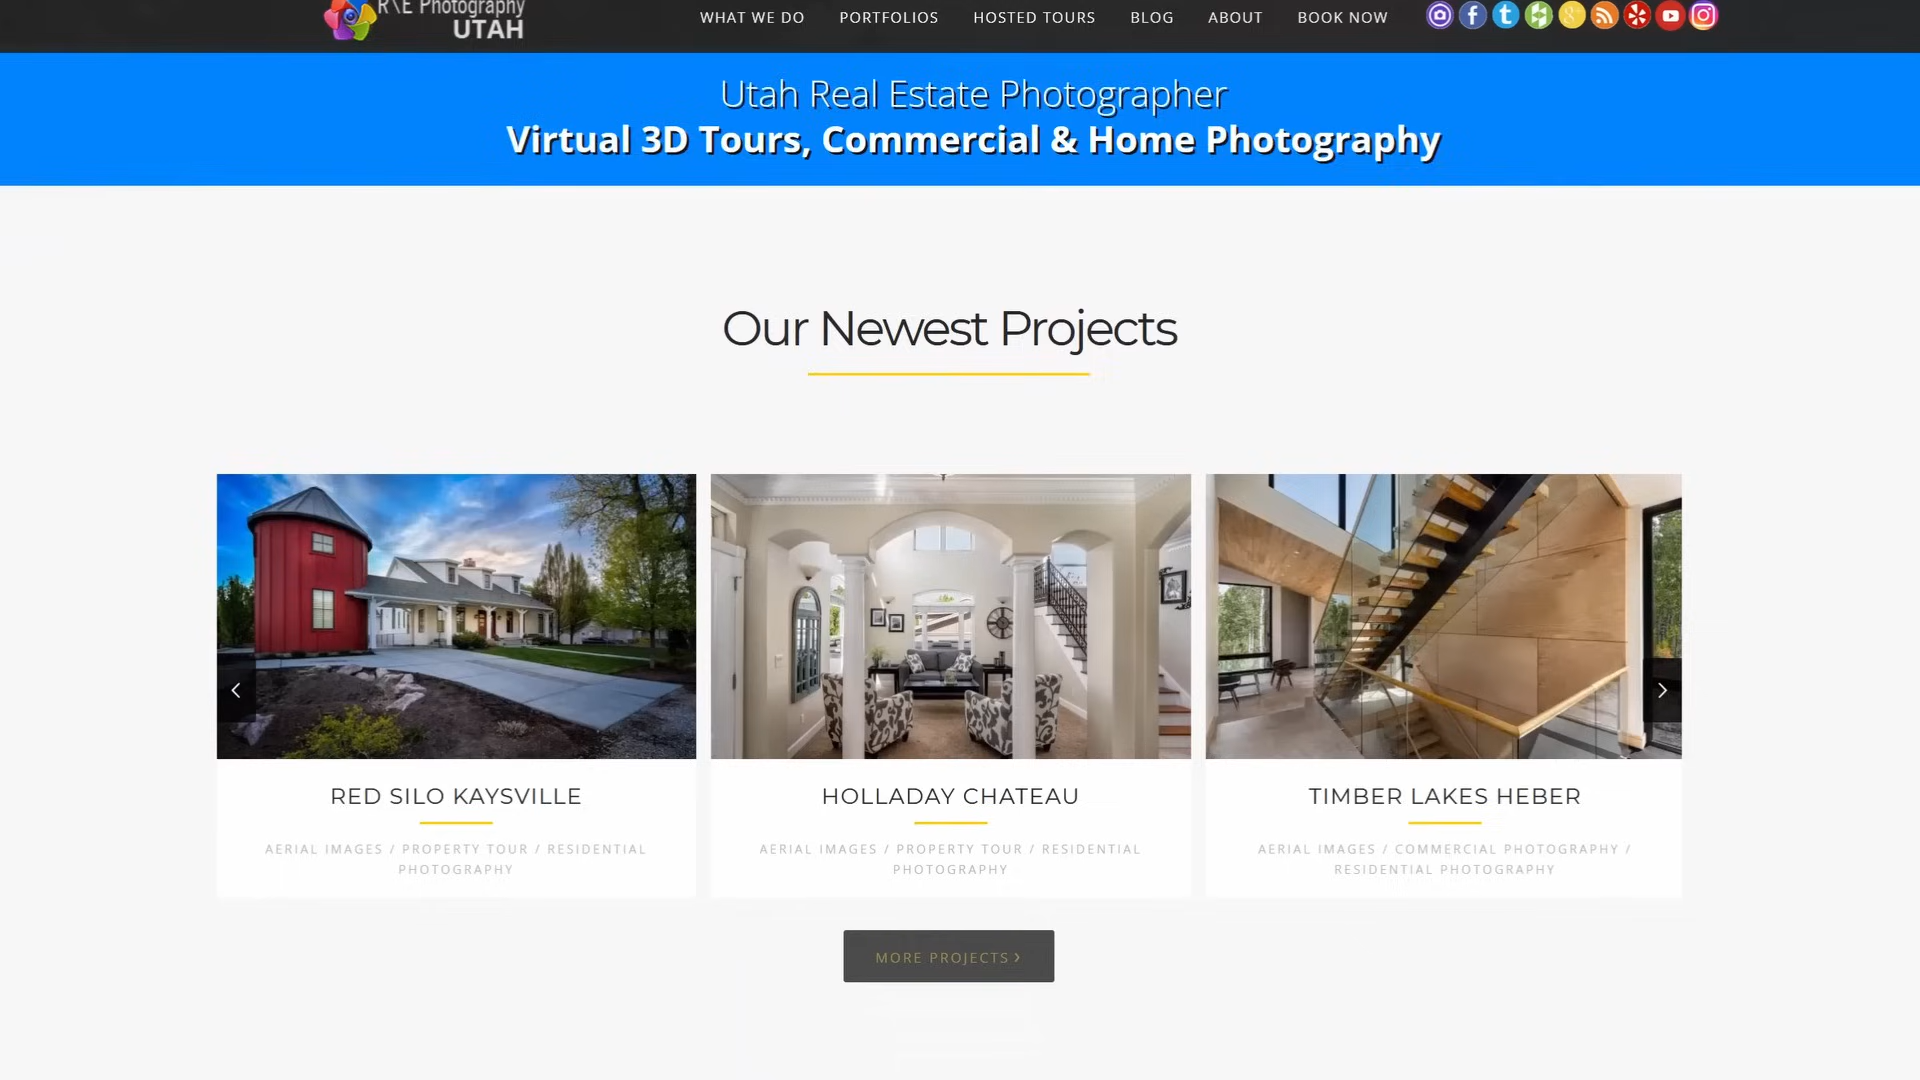 R\E Photography
UTAH
WHAT WE DO
PORTFOLIOS
HOSTED TOURS
BLOG
ABOUT
BOOK NOW
Utah Real Estate Photographer
Virtual 3D Tours, Commercial & Home Photography
Our Newest Projects
RED SILO KAYSVILLE
AERIAL IMAGES / PROPERTY TOUR / RESIDENTIAL
PHOTOGRAPHY
HOLLADAY CHATEAU
AERIAL IMAGES / PROPERTY TOUR / RESIDENTIAL
PHOTOGRAPHY
TIMBER LAKES HEBER
AERIAL IMAGES / COMMERCIAL PHOTOGRAPHY /
RESIDENTIAL PHOTOGRAPHY
MORE PROJECTS ›